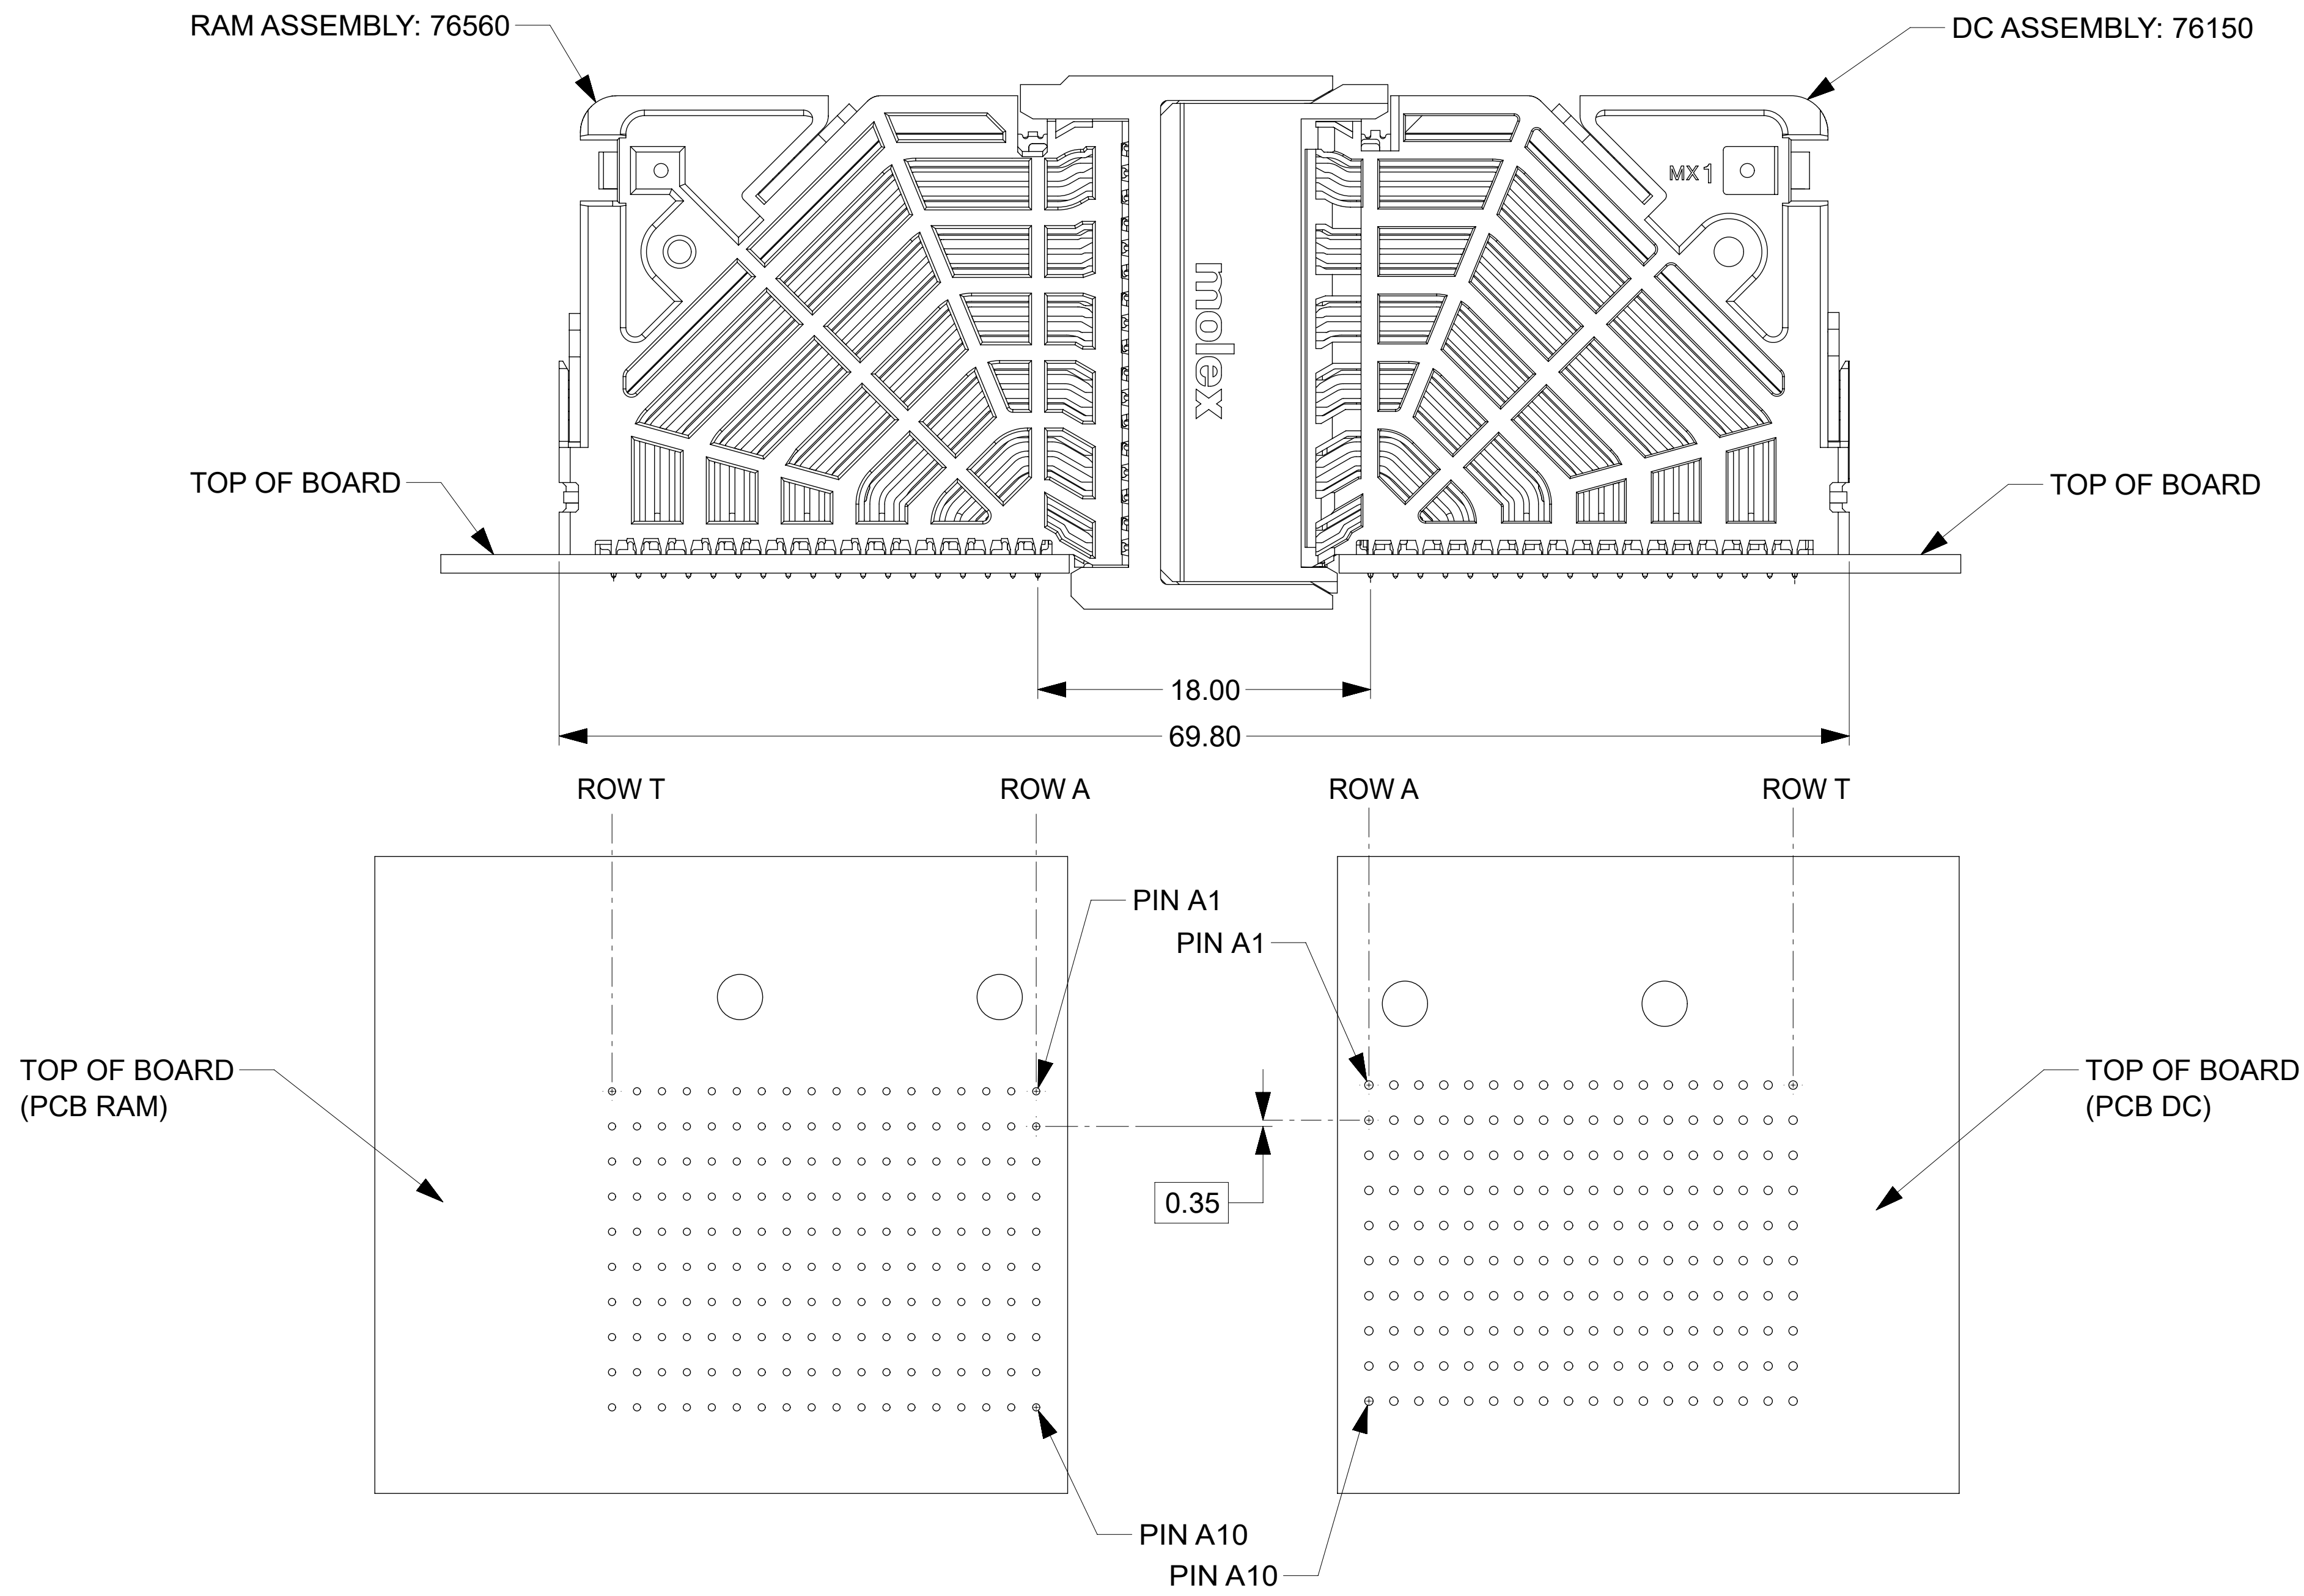 RAM ASSEMBLY: 76560
DC ASSEMBLY: 76150
MX 1
molex
TOP OF BOARD
TOP OF BOARD
18.00
69.80
ROW T
ROW A
ROW A
ROW T
PIN A1
PIN A1
TOP OF BOARD
(PCB RAM)
TOP OF BOARD
(PCB DC)
0.35
PIN A10
PIN A10